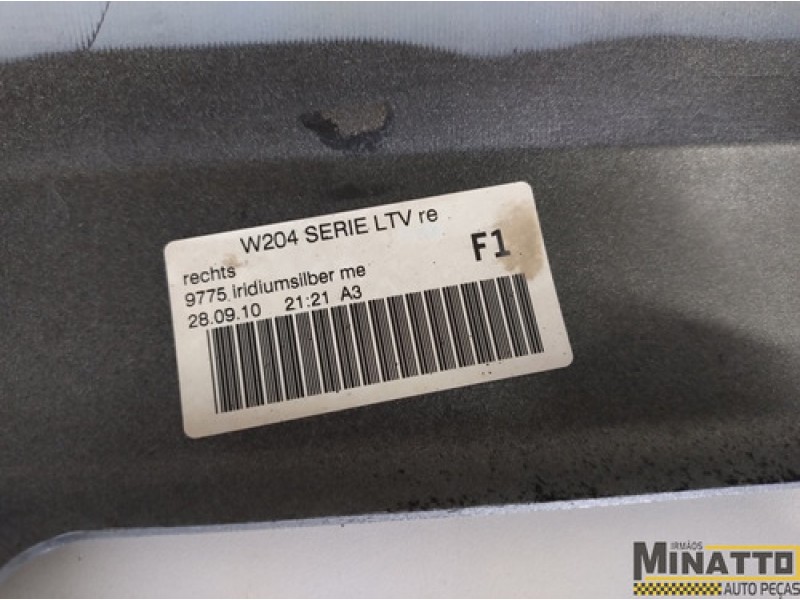 W204 SERIE LTV re
rechts
F1
9775 iridiumsilber me
28.09.10 21:21 A3
IRMÃOS
MINATTO
AUTO PEÇAS